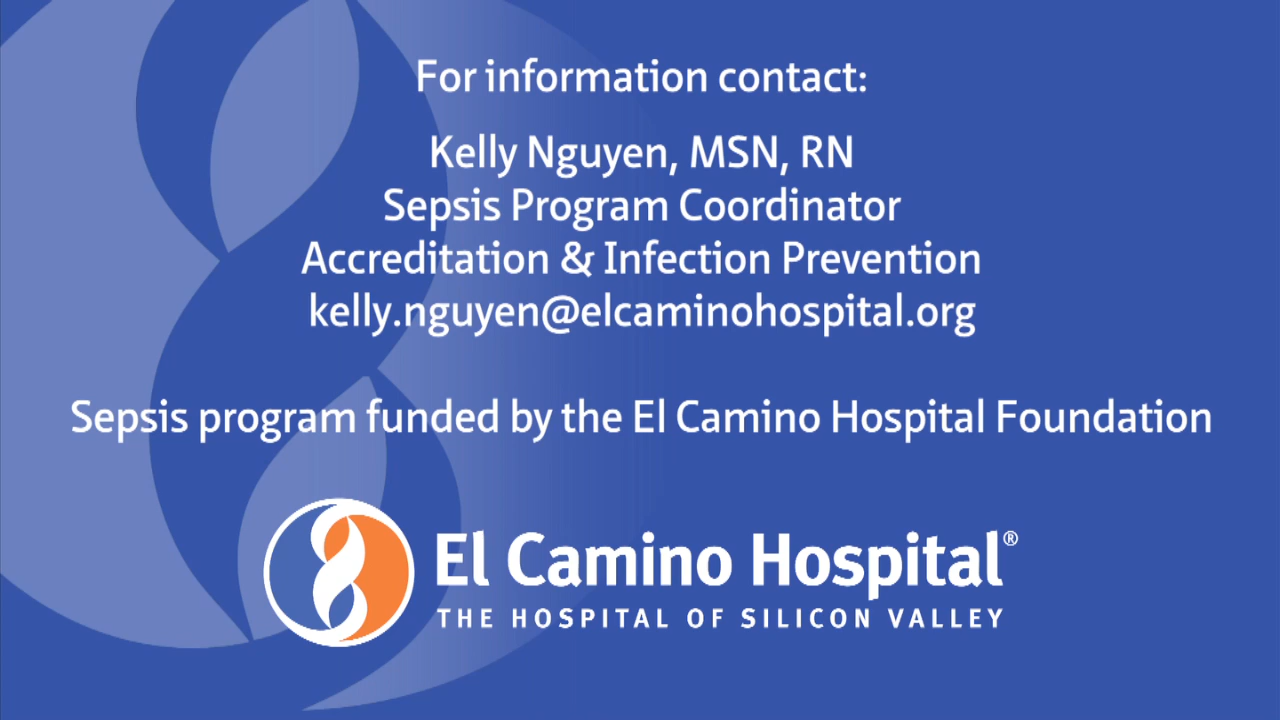 For information contact:
Kelly Nguyen, MSN, RN
Sepsis Program Coordinator
Accreditation & Infection Prevention
kelly.nguyen@elcaminohospital.org
Sepsis program funded by the El Camino Hospital Foundation
El Camino Hospital®
THE HOSPITAL OF SILICON VALLEY